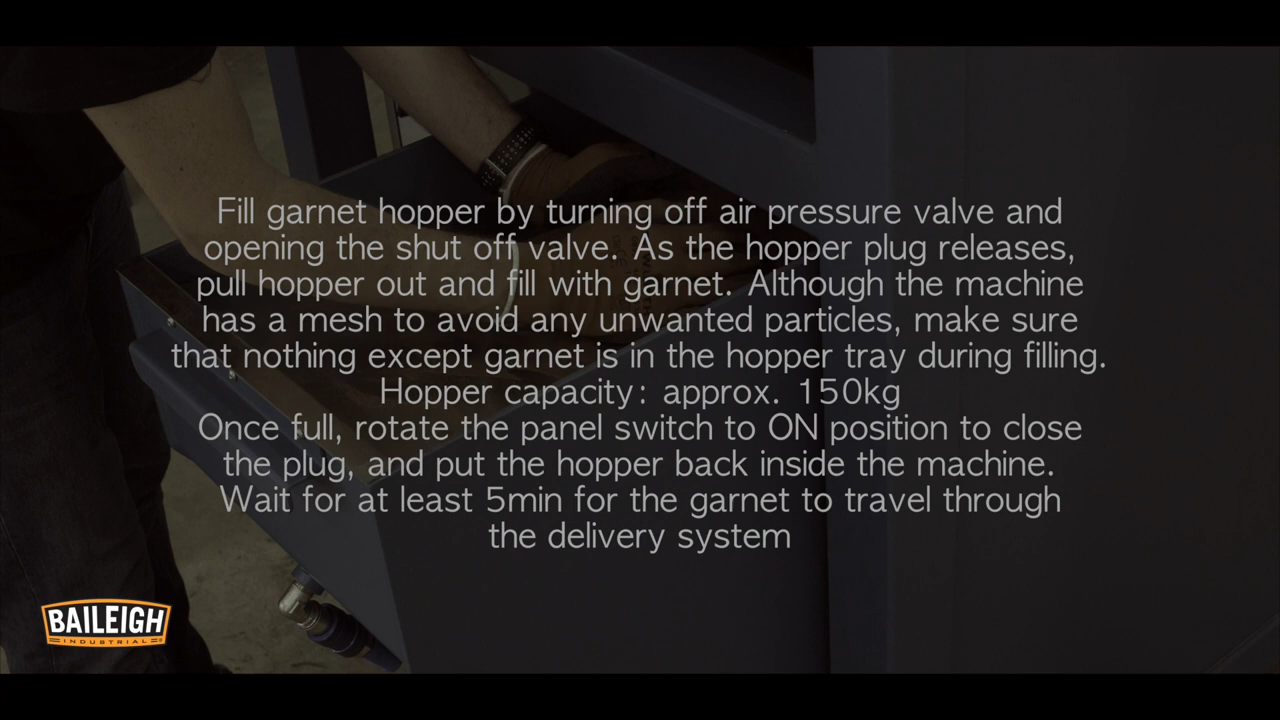 Fill garnet hopper by turning off air pressure valve and
opening the shut off valve. As the hopper plug releases,
pull hopper out and fill with garnet. Although the machine
has a mesh to avoid any unwanted particles, make sure
that nothing except garnet is in the hopper tray during filling.
Hopper capacity: approx. 150kg
Once full, rotate the panel switch to ON position to close
the plug, and put the hopper back inside the machine.
Wait for at least 5min for the garnet to travel through
the delivery system
BAILEIGH
INDUSTRIAL